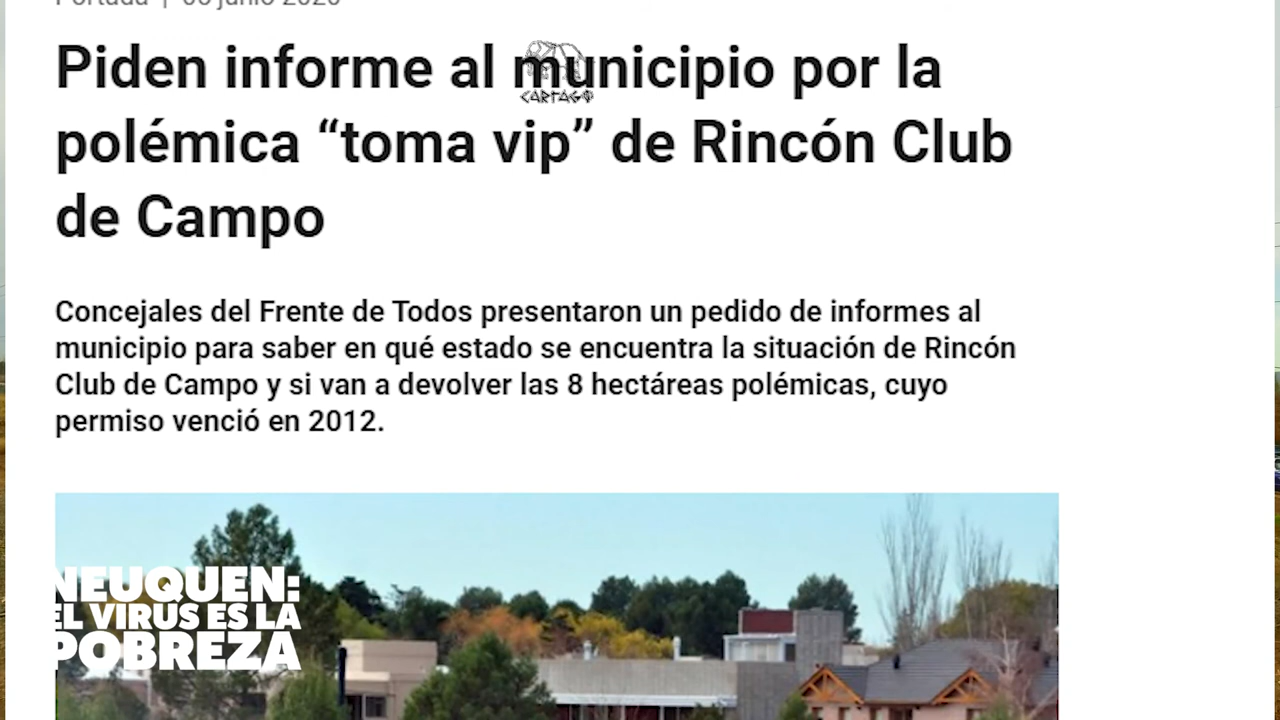 Piden informe al municipio por la
polémica “toma vip” de Rincón Club
de Campo
CARTAGO
Concejales del Frente de Todos presentaron un pedido de informes al
municipio para saber en qué estado se encuentra la situación de Rincón
Club de Campo y si van a devolver las 8 hectáreas polémicas, cuyo
permiso venció en 2012.
NEUQUEN:
EL VIRUS ES LA
POBREZA